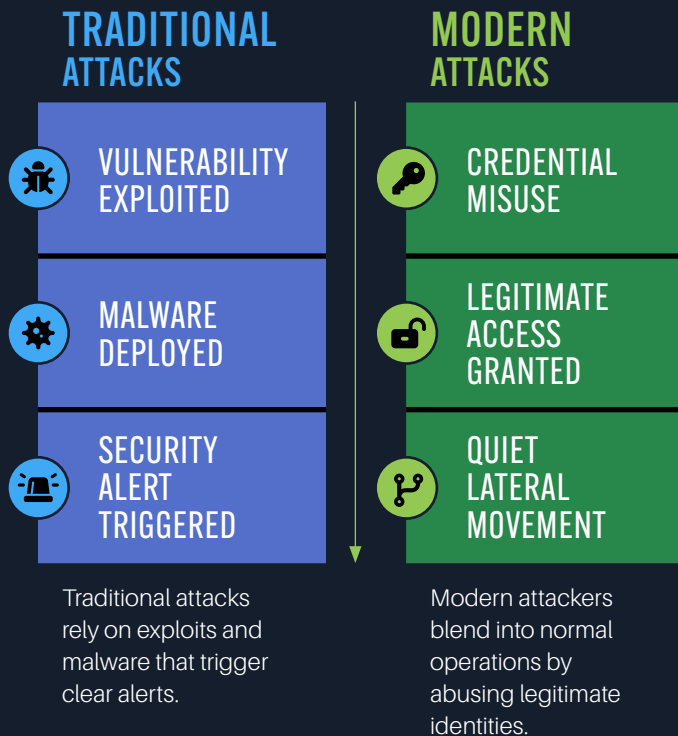 TRADITIONAL
ATTACKS
VULNERABILITY
EXPLOITED
MALWARE
DEPLOYED
SECURITY
ALERT
TRIGGERED
Traditional attacks
rely on exploits and
malware that trigger
clear alerts.
MODERN
ATTACKS
CREDENTIAL
MISUSE
LEGITIMATE
ACCESS
GRANTED
QUIET
LATERAL
MOVEMENT
Modern attackers
blend into normal
operations by
abusing legitimate
identities.